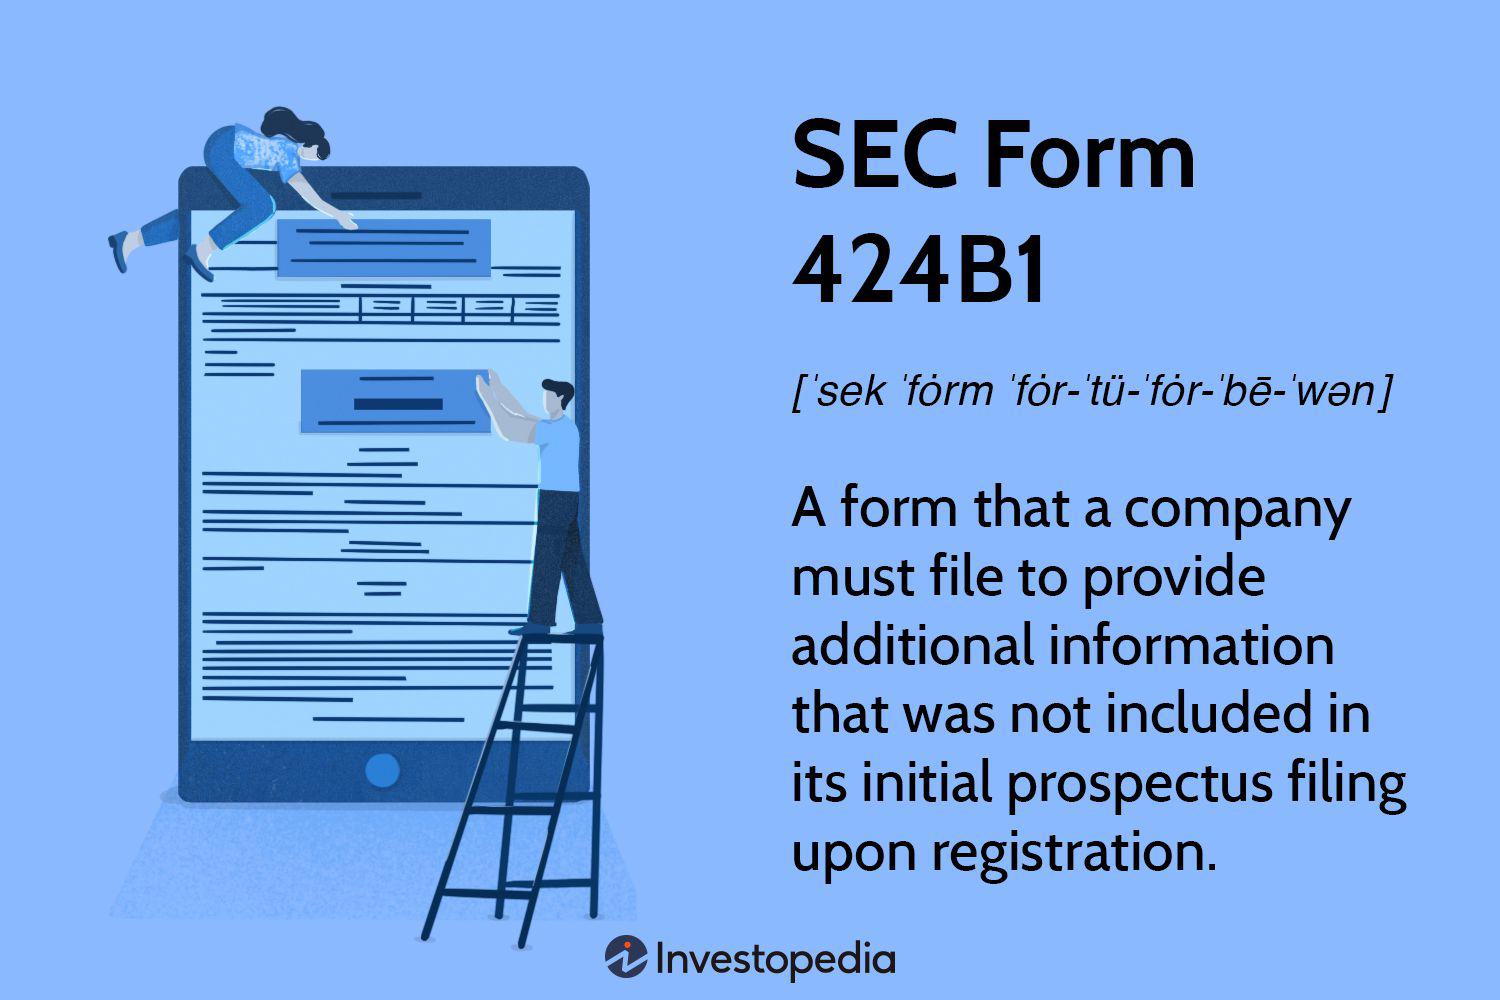 SEC Form
424B1
[ˈsek ˈfȯrm ˈfȯr-ˈtü-ˈfȯr-ˈbē-ˈwən]
A form that a company
must file to provide
additional information
that was not included in
its initial prospectus filing
upon registration.
Investopedia